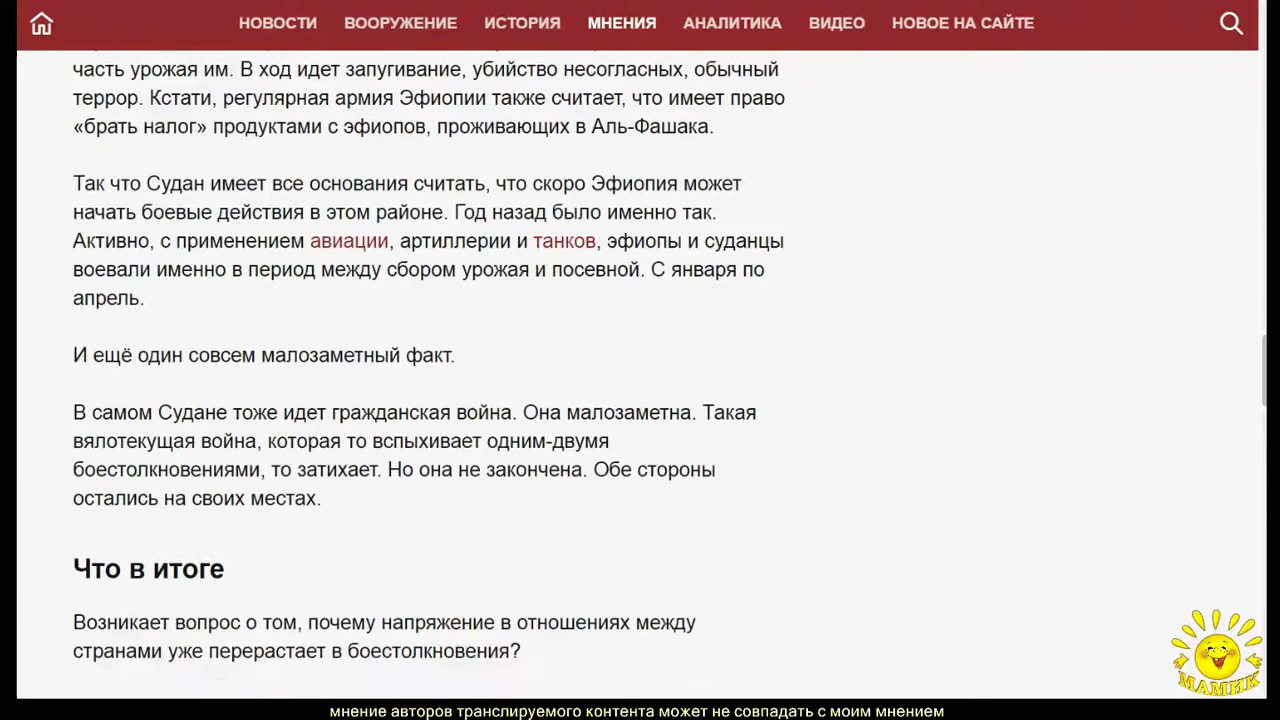 НОВОСТИ ВООРУЖЕНИЕ ИСТОРИЯ МНЕНИЯ АНАЛИТИКА ВИДЕО НОВОЕ НА САЙТЕ
часть урожая им. В ход идет запугивание, убийство несогласных, обычный
террор. Кстати, регулярная армия Эфиопии также считает, что имеет право
«брать налог» продуктами с эфиопов, проживающих в Аль-Фашака.
Так что Судан имеет все основания считать, что скоро Эфиопия может
начать боевые действия в этом районе. Год назад было именно так.
Активно, с применением авиации, артиллерии и танков, эфиопы и суданцы
воевали именно в период между сбором урожая и посевной. С января по
апрель.
И ещё один совсем малозаметный факт.
В самом Судане тоже идет гражданская война. Она малозаметна. Такая
вялотекущая война, которая то вспыхивает одним-двумя
боестолкновениями, то затихает. Но она не закончена. Обе стороны
остались на своих местах.
Что в итоге
Возникает вопрос о том, почему напряжение в отношениях между
странами уже перерастает в боестолкновения?
МАМИК
мнение авторов транслируемого контента может не совпадать с моим мнением